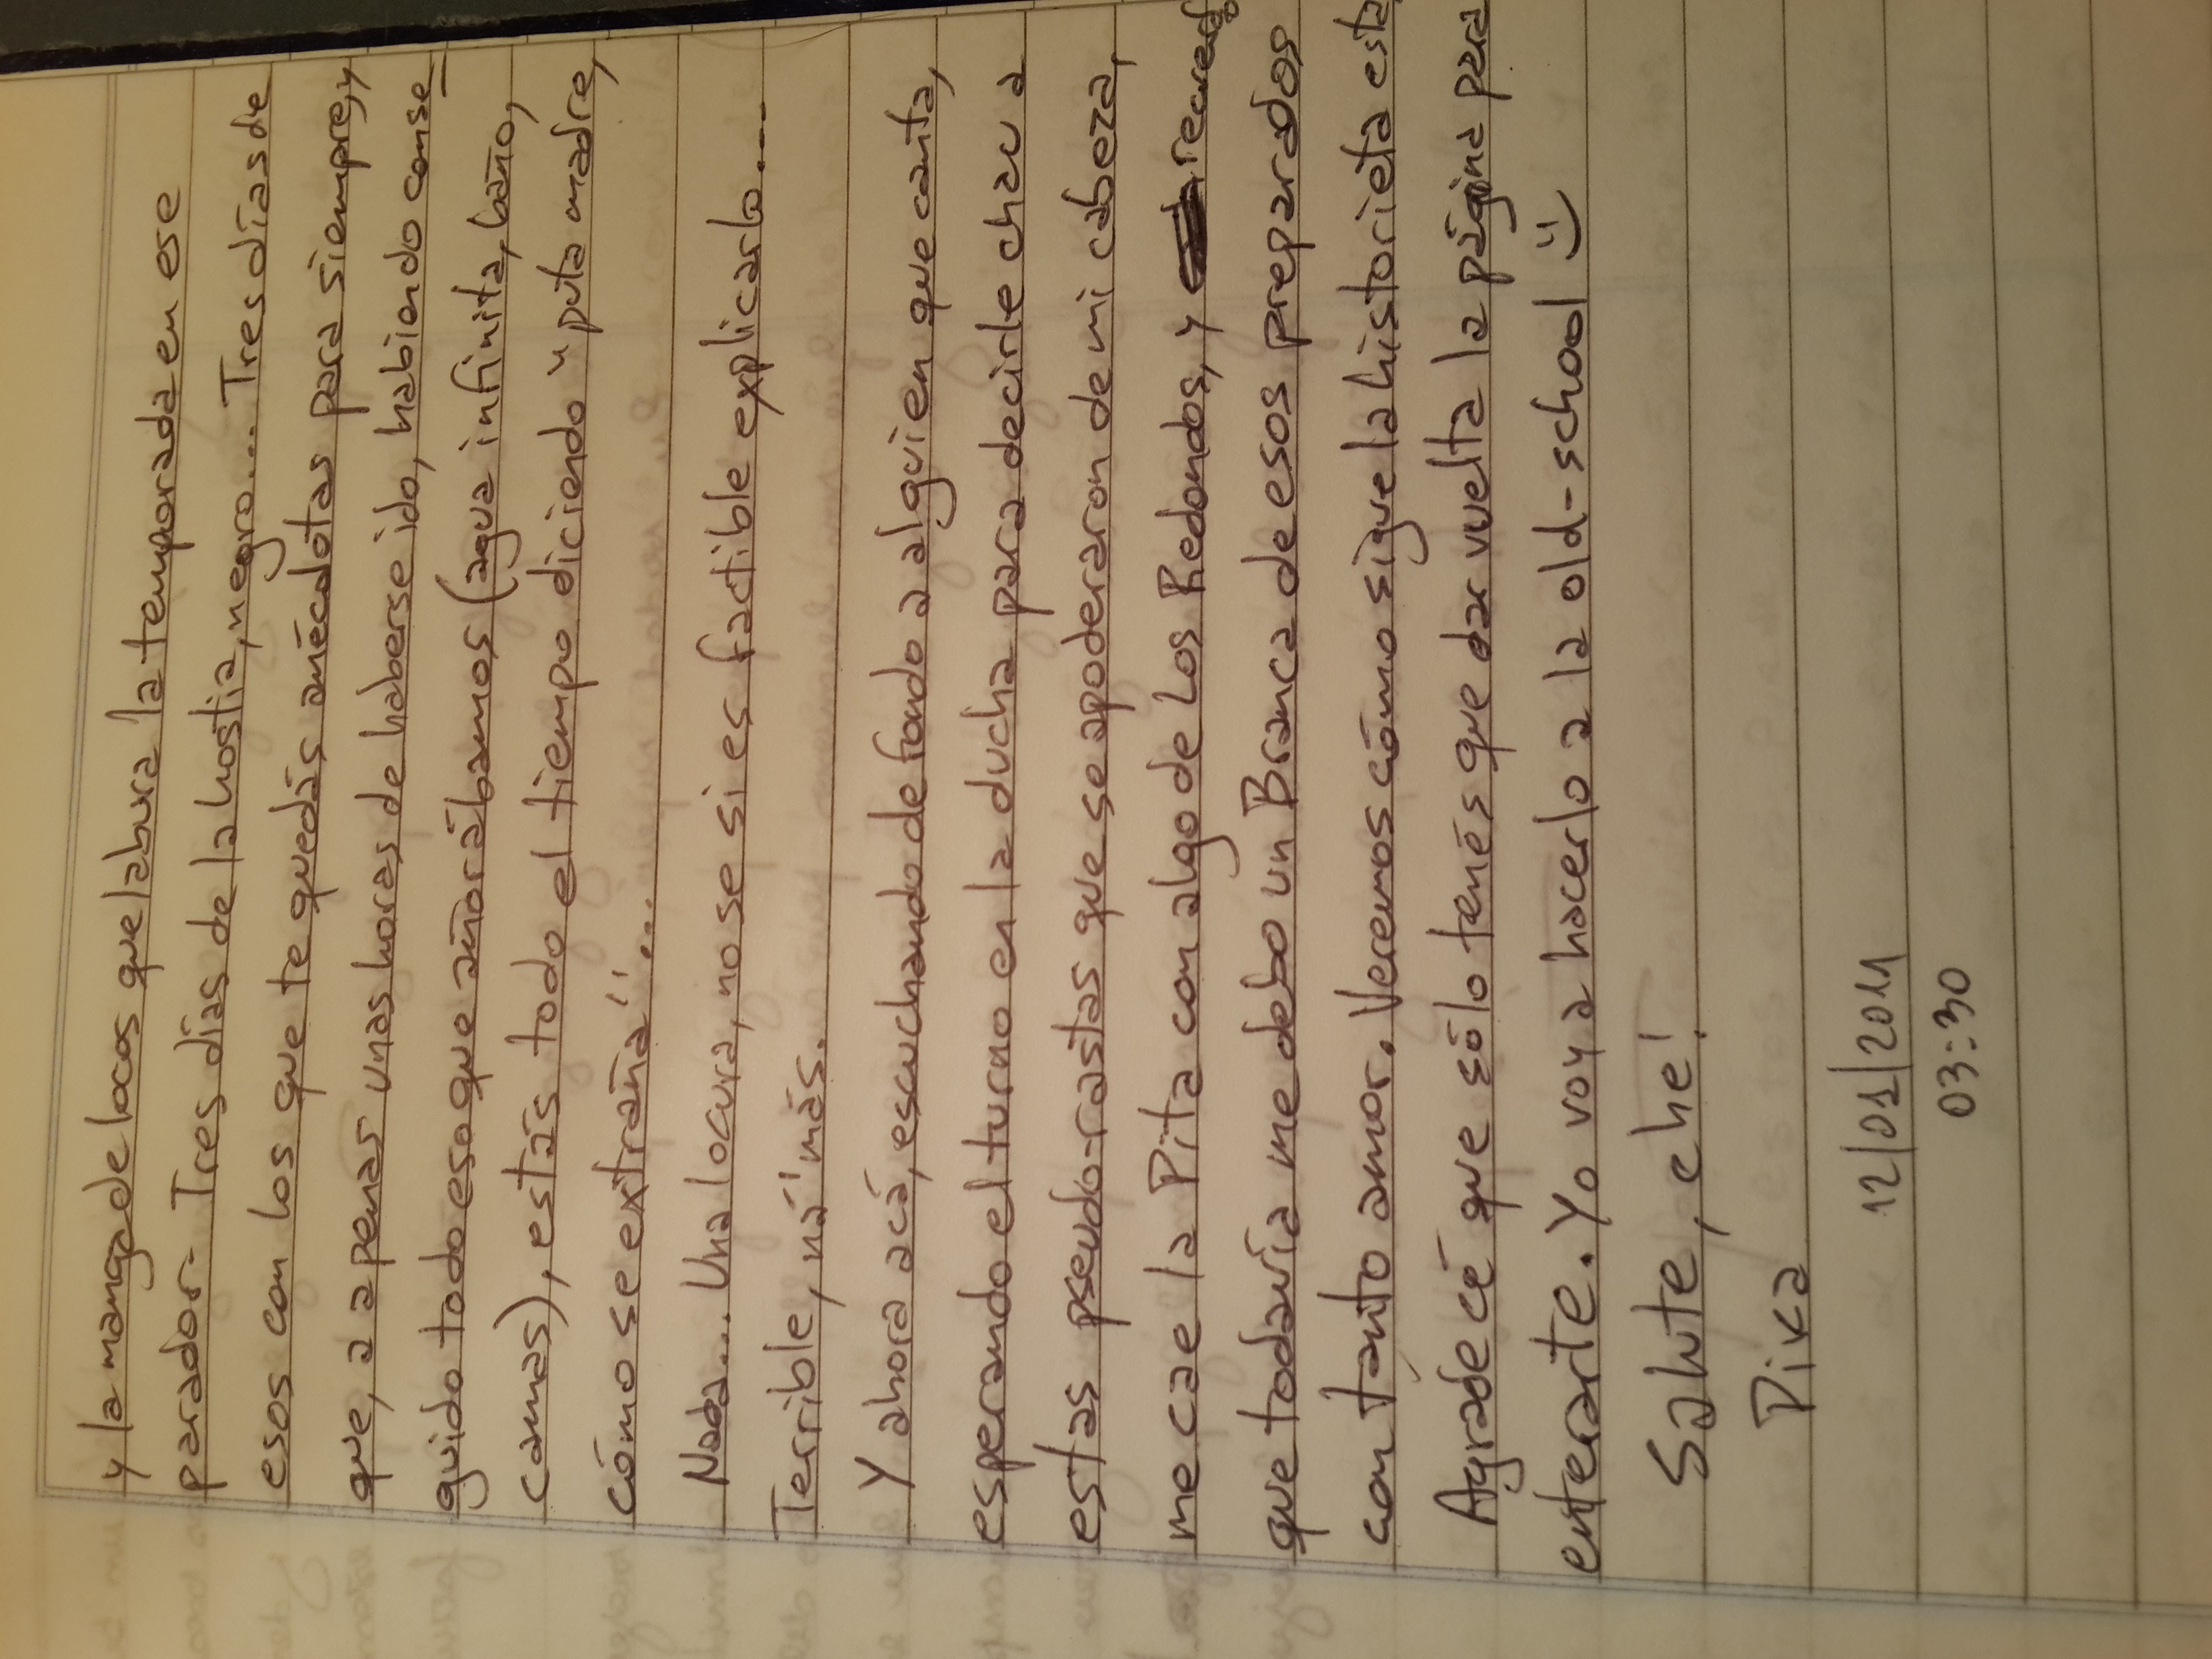 y la manga de locos que labura la temporada en ese
parador- Tres días de la hostia, negro... Tres días de
esos con los que te quedás anécdotas para siempre, y
que, a apenas unas horas de haberse ido, habiendo conse-
guido todo eso que añorábamos (agua infinita, baño,
camas), estás todo el tiempo diciendo "puta madre,
cómo se extraña"...
Nada... Una locura, no se si es factible explicarlo...
Terrible, ná'más.
Y ahora acá, escuchando de fondo a alguien que canta,
esperando el turno en la ducha para decirle chau a
estas pseudo-rastas que se apoderaron de mi cabeza,
me cae la Pita con algo de Los Redondos, y recuerdo
que todavía me debo un Branca de esos preparados
con tanto amor. Veremos cómo sigue la historieta esta.
Agradecé que sólo tenés que dar vuelta la página para
enterarte. Yo voy a hacerlo a la old-school
Salute, che!
Pika
12/01/2011
03:30